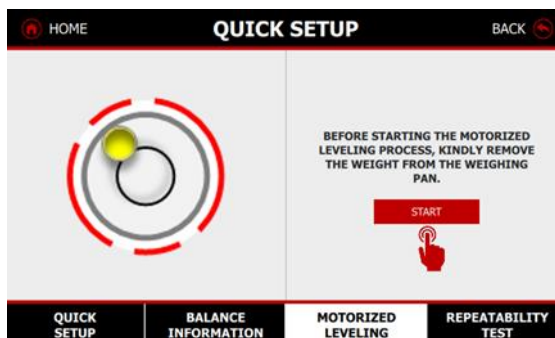 HOME
QUICK SETUP
BACK
BEFORE STARTING THE MOTORIZED
LEVELING PROCESS, KINDLY REMOVE
THE WEIGHT FROM THE WEIGHING
PAN.
START
QUICK
SETUP
BALANCE
INFORMATION
MOTORIZED
LEVELING
REPEATABILITY
TEST